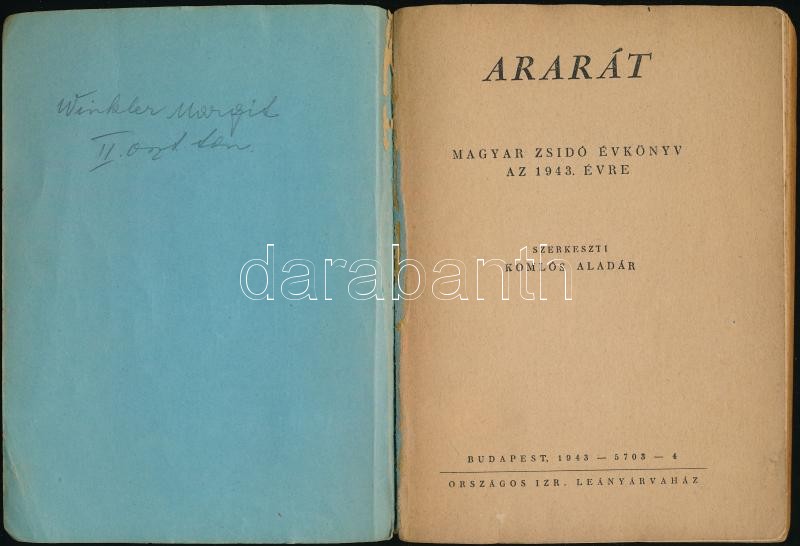 Winkler Margit
II. oszt. tan.
ARARÁT
MAGYAR ZSIDÓ ÉVKÖNYV
AZ 1943. ÉVRE
SZERKESZTI
KOMLÓS ALADÁR
darabanth
BUDAPEST, 1943 — 5703 — 4
ORSZÁGOS IZR. LEÁNYÁRVAHÁZ